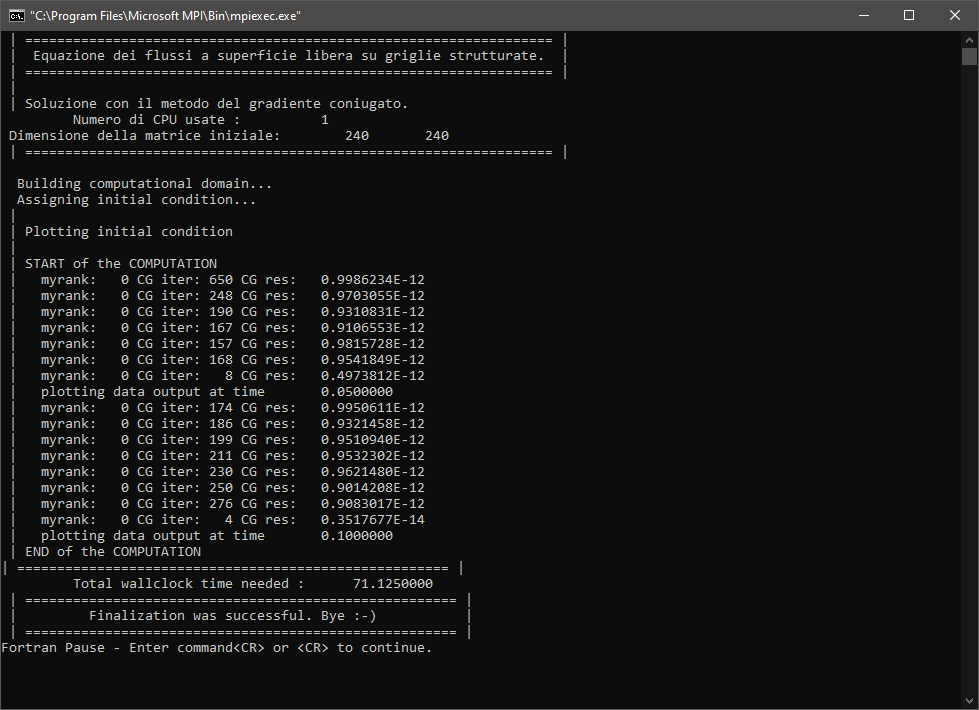 "C:\Program Files\Microsoft MPI\Bin\mpiexec.exe"
| ================================================================== |
| Equazione dei flussi a superficie libera su griglie strutturate. |
| ================================================================== |
|
| Soluzione con il metodo del gradiente coniugato.
Numero di CPU usate : 1
Dimensione della matrice iniziale: 240 240
| ================================================================== |
Building computational domain...
Assigning initial condition...
|
| Plotting initial condition
|
| START of the COMPUTATION
| myrank: 0 CG iter: 650 CG res: 0.9986234E-12
| myrank: 0 CG iter: 248 CG res: 0.9703055E-12
| myrank: 0 CG iter: 190 CG res: 0.9310831E-12
| myrank: 0 CG iter: 167 CG res: 0.9106553E-12
| myrank: 0 CG iter: 157 CG res: 0.9815728E-12
| myrank: 0 CG iter: 168 CG res: 0.9541849E-12
| myrank: 0 CG iter: 8 CG res: 0.4973812E-12
| plotting data output at time 0.0500000
| myrank: 0 CG iter: 174 CG res: 0.9950611E-12
| myrank: 0 CG iter: 186 CG res: 0.9321458E-12
| myrank: 0 CG iter: 199 CG res: 0.9510940E-12
| myrank: 0 CG iter: 211 CG res: 0.9532302E-12
| myrank: 0 CG iter: 230 CG res: 0.9621480E-12
| myrank: 0 CG iter: 250 CG res: 0.9014208E-12
| myrank: 0 CG iter: 276 CG res: 0.9083017E-12
| myrank: 0 CG iter: 4 CG res: 0.3517677E-14
| plotting data output at time 0.1000000
| END of the COMPUTATION
| ====================================================== |
Total wallclock time needed : 71.1250000
| ====================================================== |
| Finalization was successful. Bye :-) |
| ====================================================== |
Fortran Pause - Enter command<CR> or <CR> to continue.